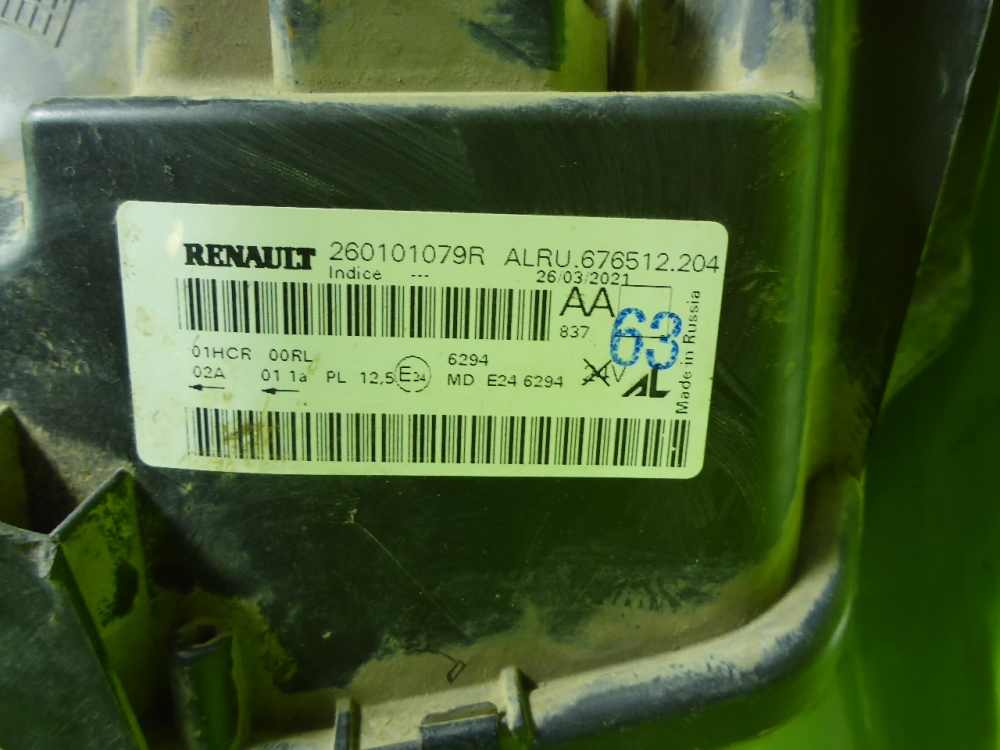 RENAULT 260101079R ALRU.676512.204
Indice --- 26/03/2021
AA
837 63
01HCR 00RL 6294
02A 01 1a PL 12,5 E24 MD E24 6294 24V AL
Made in Russia